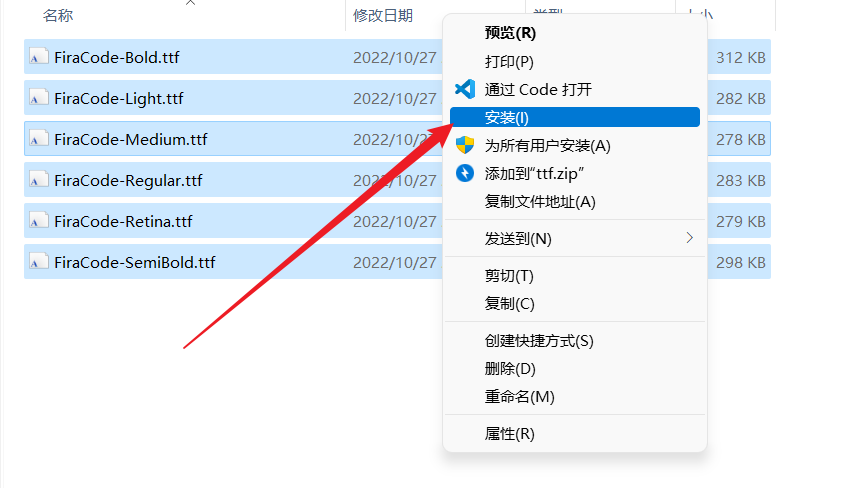 名称 修改日期 类型 大小
FiraCode-Bold.ttf 2022/10/27 312 KB
FiraCode-Light.ttf 2022/10/27 282 KB
FiraCode-Medium.ttf 2022/10/27 278 KB
FiraCode-Regular.ttf 2022/10/27 283 KB
FiraCode-Retina.ttf 2022/10/27 279 KB
FiraCode-SemiBold.ttf 2022/10/27 298 KB
预览(R)
打印(P)
通过 Code 打开
安装(I)
为所有用户安装(A)
添加到“ttf.zip”
复制文件地址(A)
发送到(N)
剪切(T)
复制(C)
创建快捷方式(S)
删除(D)
重命名(M)
属性(R)